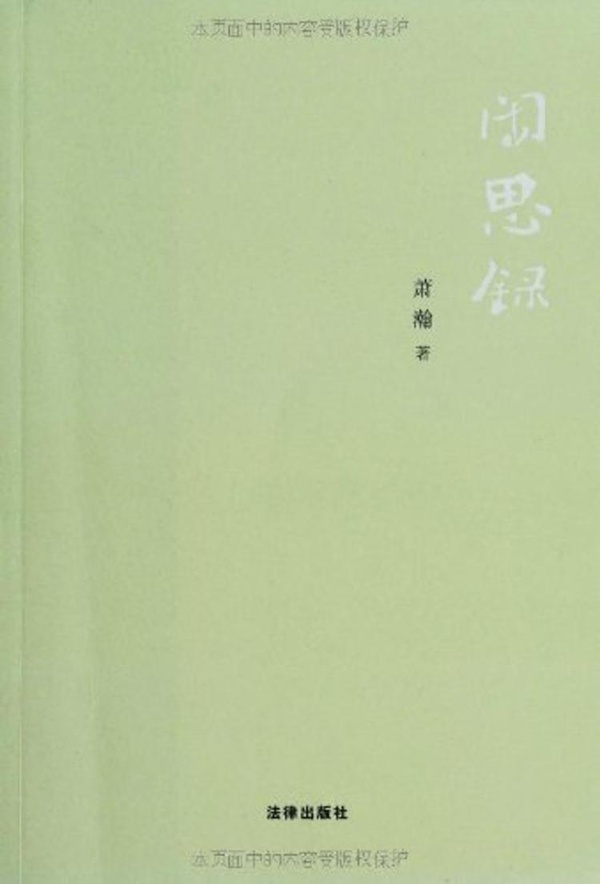 本页面中的内容受版权保护
闲思録
萧瀚 著
法律出版社
本页面中的内容受版权保护